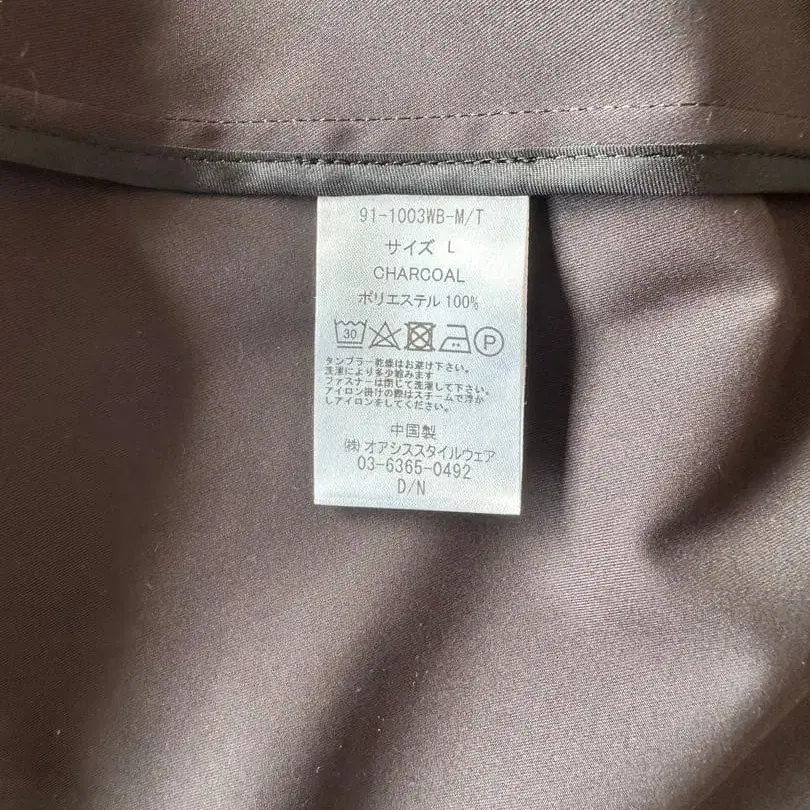 91-1003WB-M/T
サイズ L
CHARCOAL
ポリエステル 100%
30 P
タンブラー乾燥はお避け下さい。
洗濯により多少縮みます
ファスナーは閉じて洗濯して下さい。
アイロン掛けの際はスチームで浮か
しアイロンをしてください。
中国製
㈱オアシススタイルウェア
03-6365-0492
D/N